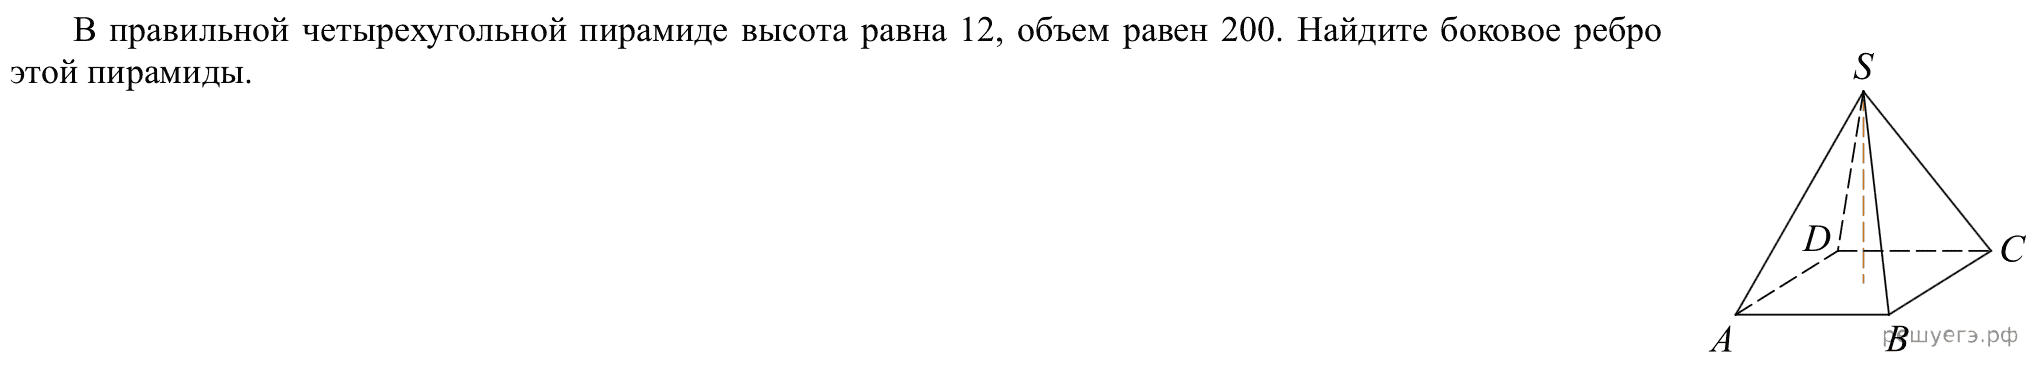 В правильной четырехугольной пирамиде высота равна 12, объем равен 200. Найдите боковое ребро
этой пирамиды.
S
D
C
A
B
решуегэ.рф